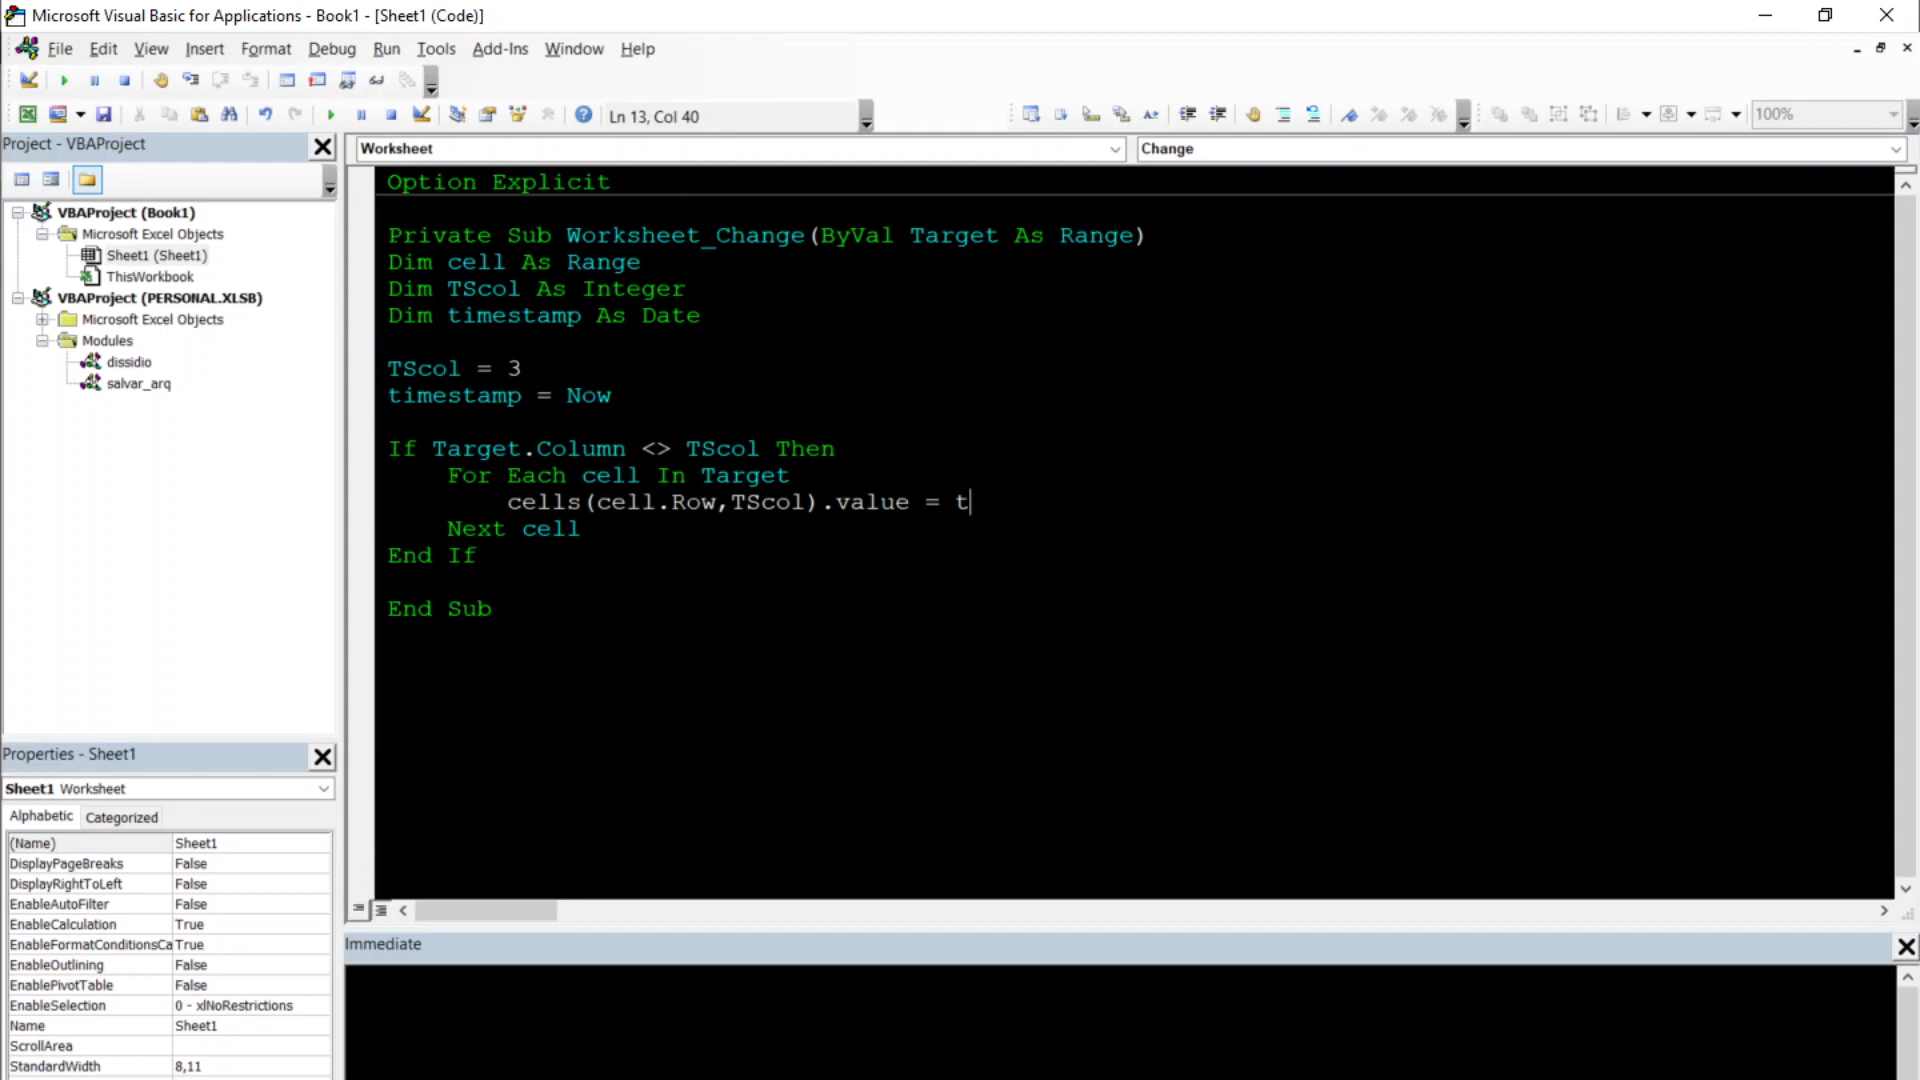 Microsoft Visual Basic for Applications - Book1 - [Sheet1 (Code)]
File Edit View Insert Format Debug Run Tools Add-Ins Window Help
Ln 13, Col 40
100%
Project - VBAProject
VBAProject (Book1)
Microsoft Excel Objects
Sheet1 (Sheet1)
ThisWorkbook
VBAProject (PERSONAL.XLSB)
Microsoft Excel Objects
Modules
dissidio
salvar_arq
Worksheet
Change
Option Explicit
Private Sub Worksheet_Change(ByVal Target As Range)
Dim cell As Range
Dim TScol As Integer
Dim timestamp As Date
TScol = 3
timestamp = Now
If Target.Column <> TScol Then
For Each cell In Target
cells(cell.Row,TScol).value = t
Next cell
End If
End Sub
Properties - Sheet1
Sheet1 Worksheet
Alphabetic Categorized
(Name) Sheet1
DisplayPageBreaks False
DisplayRightToLeft False
EnableAutoFilter False
EnableCalculation True
EnableFormatConditionsCa True
EnableOutlining False
EnablePivotTable False
EnableSelection 0 - xlNoRestrictions
Name Sheet1
ScrollArea
StandardWidth 8,11
Immediate